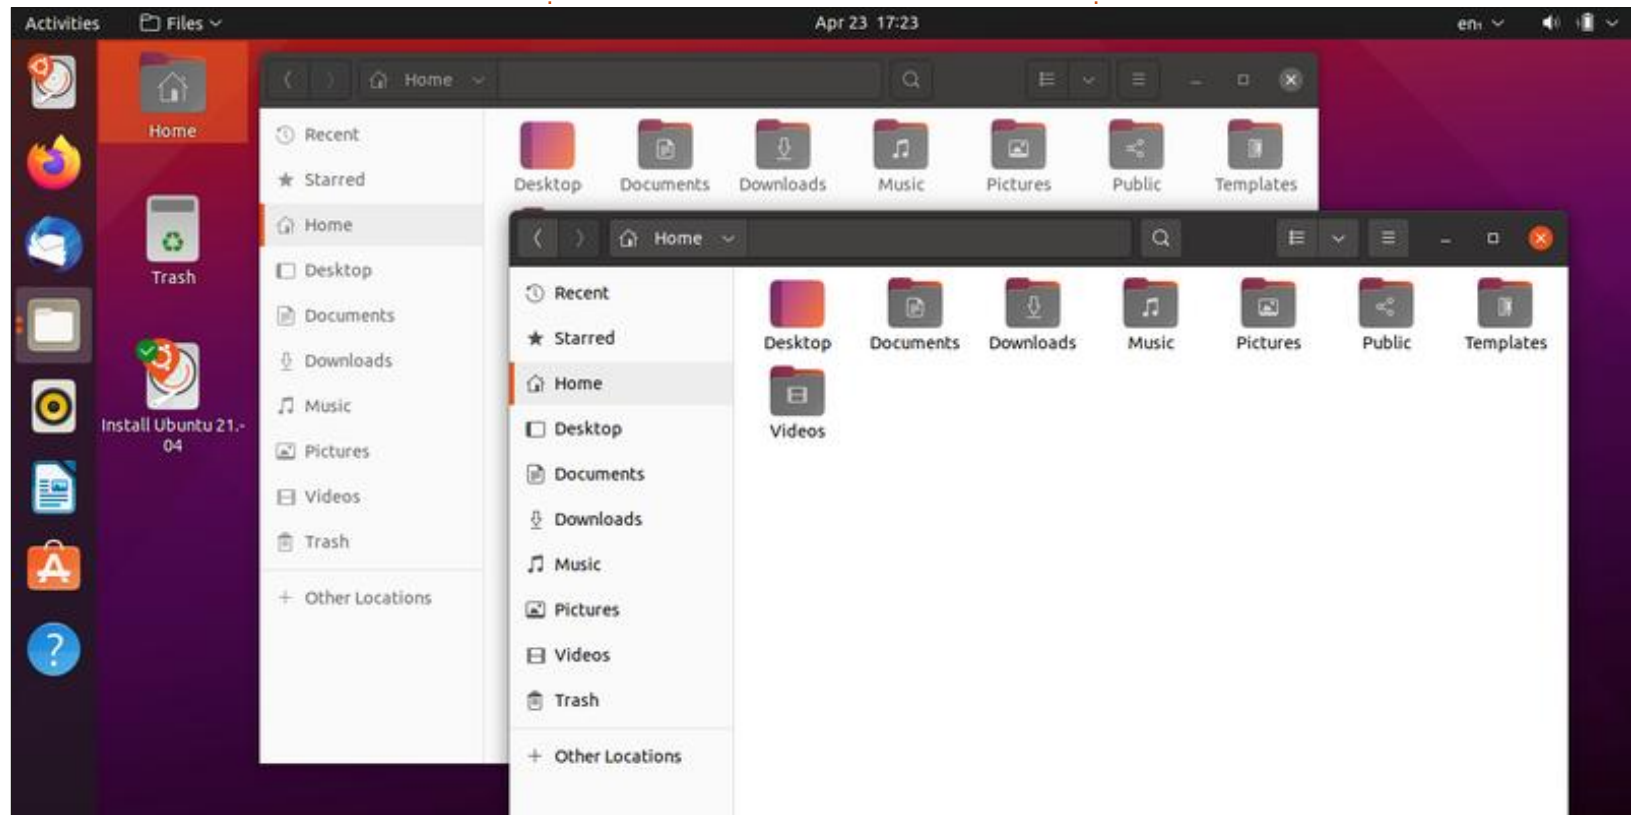 Activities
Files
Apr 23 17:23
en₁
Home
Trash
Install Ubuntu 21.-
04
Home
Recent
Starred
Home
Desktop
Documents
Downloads
Music
Pictures
Videos
Trash
Other Locations
Desktop Documents Downloads Music Pictures Public Templates
Home
Recent
Starred
Home
Desktop
Documents
Downloads
Music
Pictures
Videos
Trash
Other Locations
Desktop Documents Downloads Music Pictures Public Templates
Videos